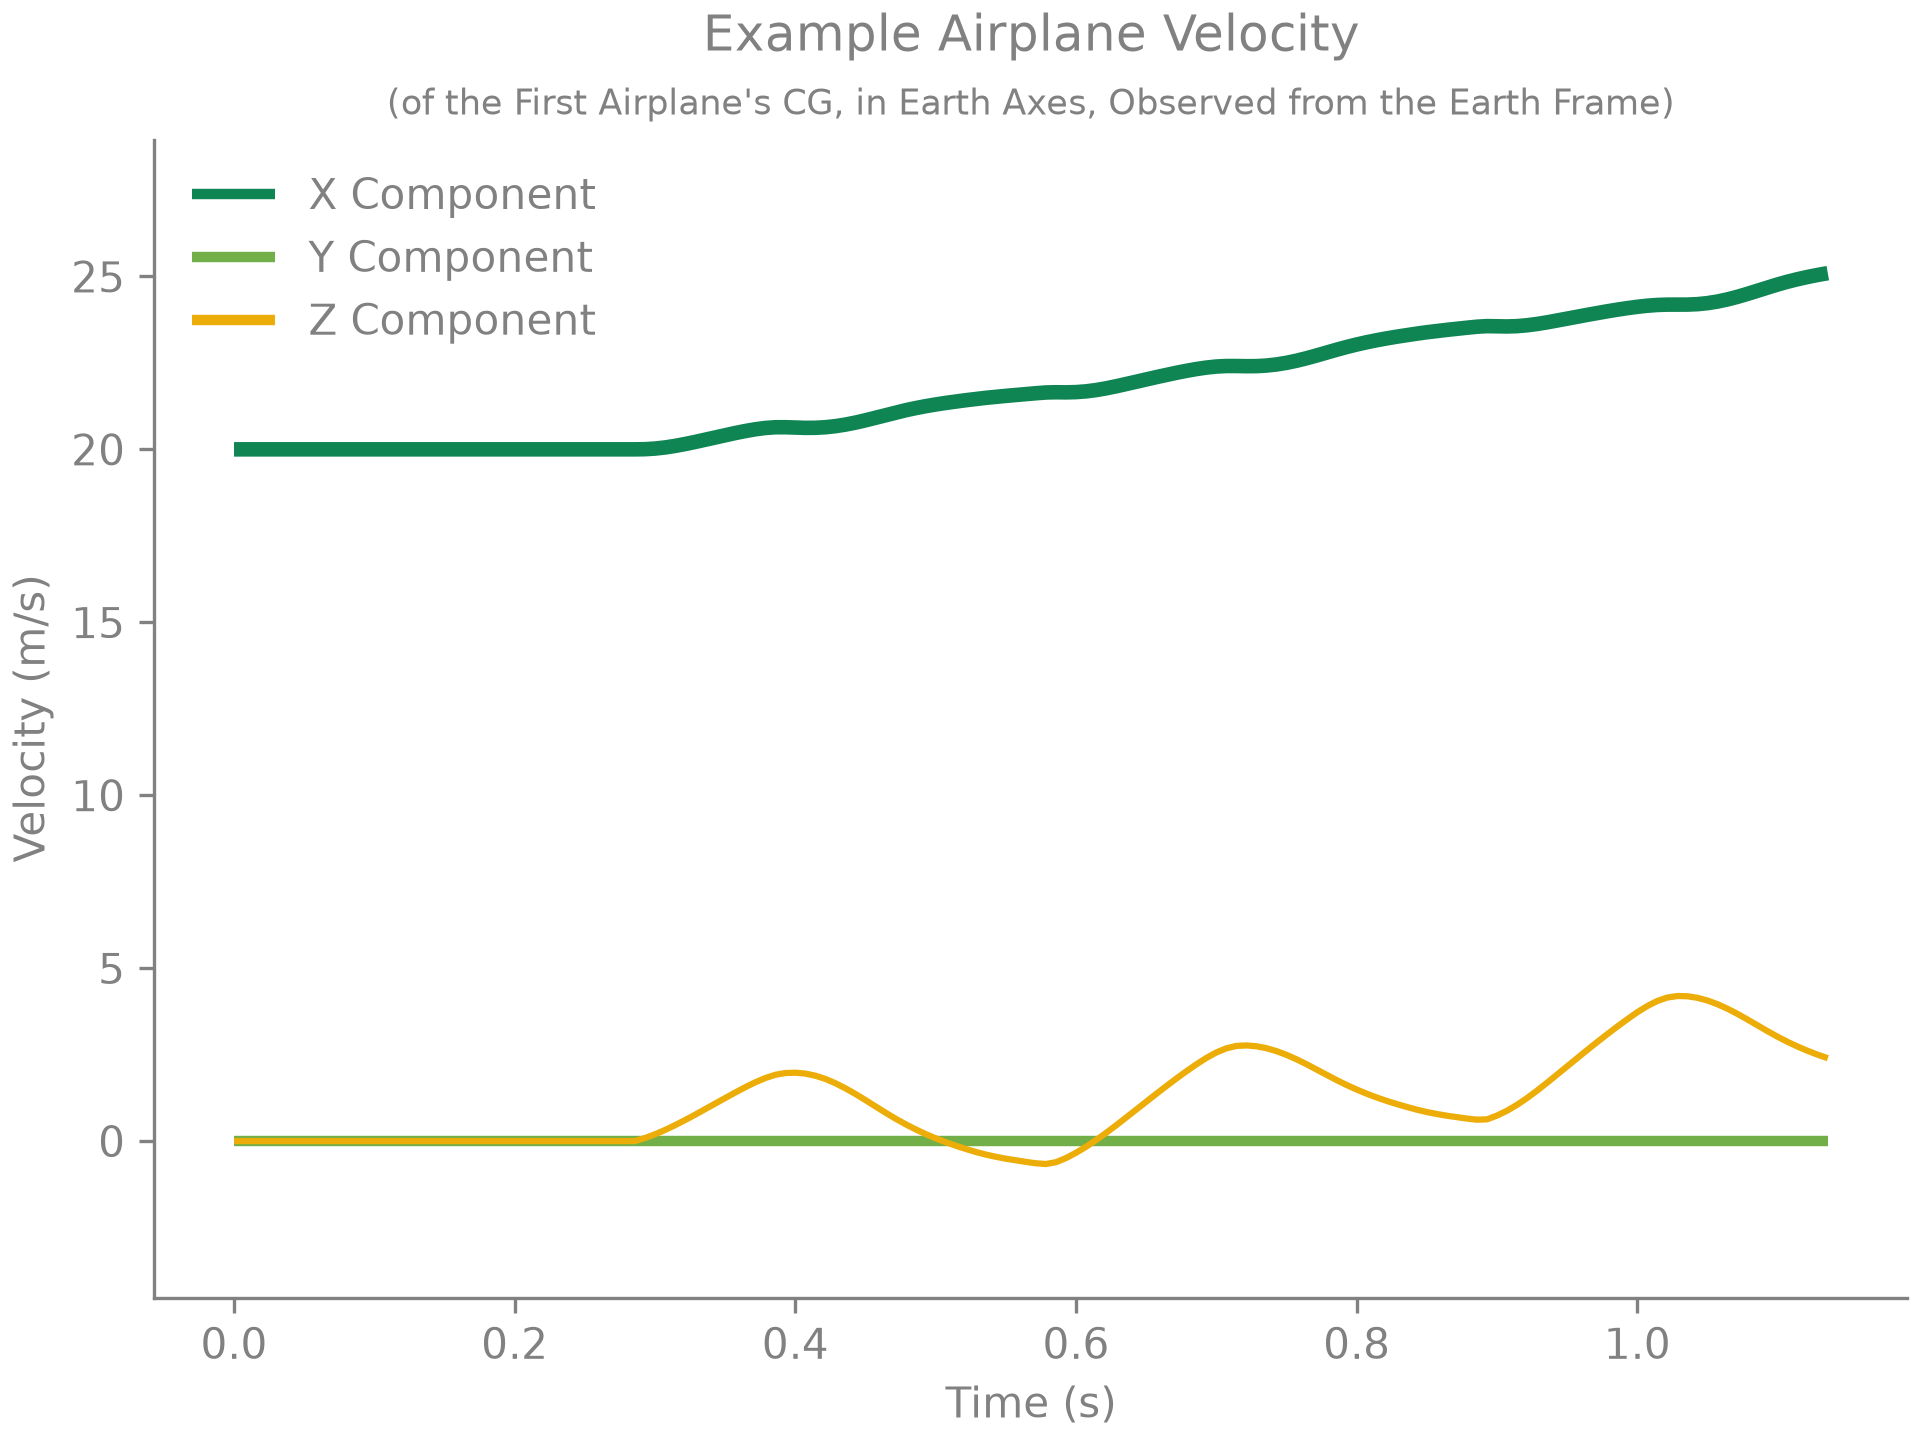 Example Airplane Velocity
(of the First Airplane's CG, in Earth Axes, Observed from the Earth Frame)
X Component
Y Component
Z Component
Velocity (m/s)
25
20
15
10
5
0
0.0 0.2 0.4 0.6 0.8 1.0
Time (s)